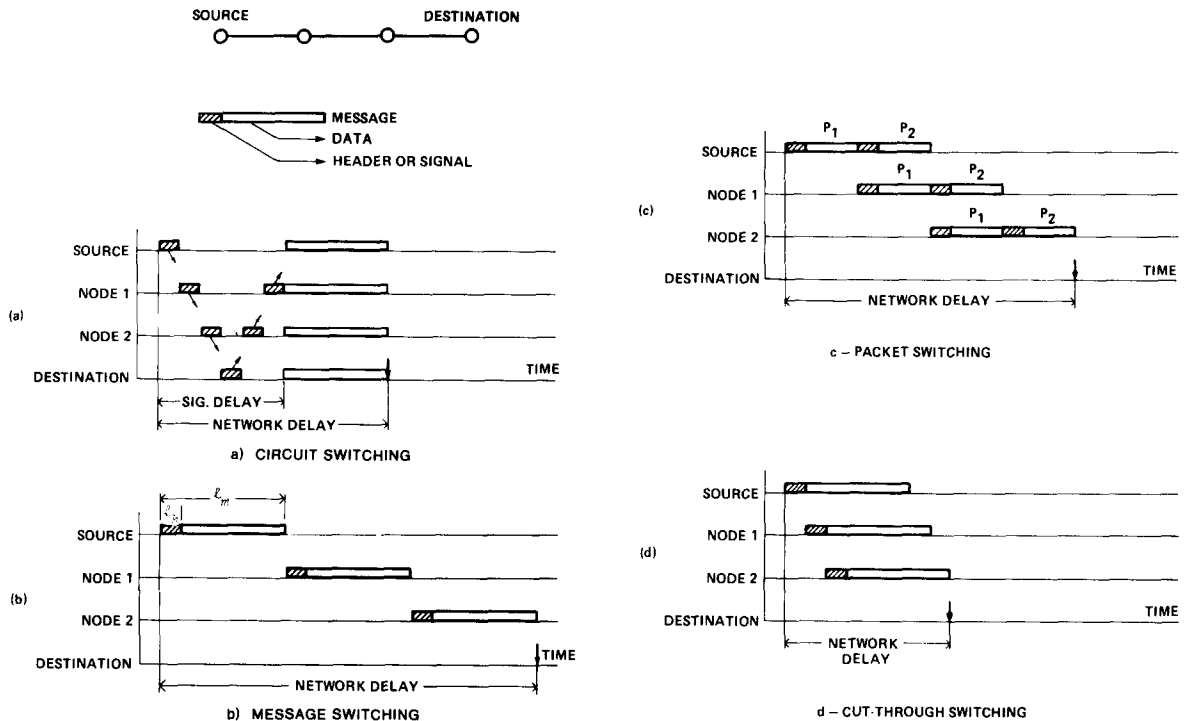 SOURCE DESTINATION
MESSAGE
DATA
HEADER OR SIGNAL
(a)
SOURCE
NODE 1
NODE 2
DESTINATION
TIME
SIG. DELAY
NETWORK DELAY
a) CIRCUIT SWITCHING
(b)
ℓm
SOURCE
NODE 1
NODE 2
DESTINATION
TIME
NETWORK DELAY
b) MESSAGE SWITCHING
(c)
P1 P2
SOURCE
P1 P2
NODE 1
P1 P2
NODE 2
DESTINATION
TIME
NETWORK DELAY
c – PACKET SWITCHING
(d)
SOURCE
NODE 1
NODE 2
DESTINATION
TIME
NETWORK
DELAY
d – CUT-THROUGH SWITCHING